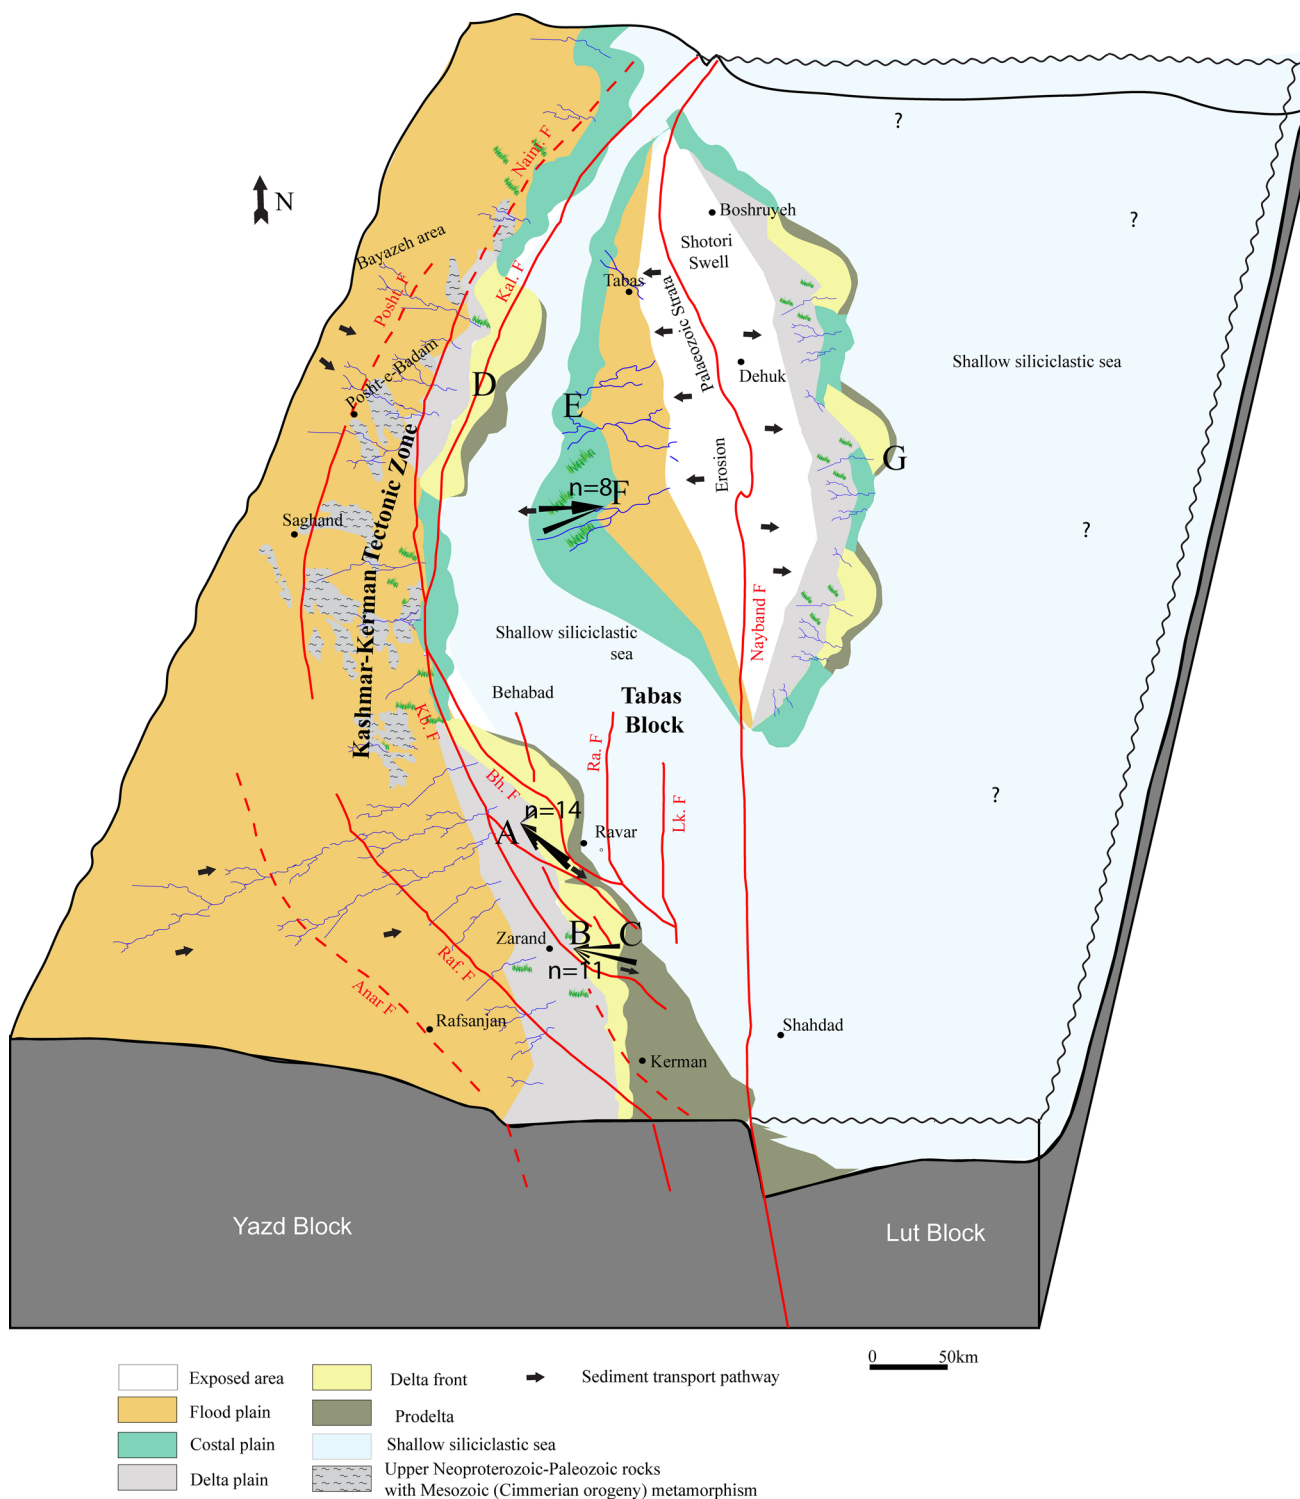 ?
Naini. F
N
?
Boshruyeh
Bayazeh area
Shotori
Swell
Kal. F
Posht. F
Tabas
Palaeozoic Strata
Posht-e-Badam
Dehuk
Shallow siliciclastic sea
D
E
G
Erosion
n=8
F
Saghand
?
Kashmar-Kerman Tectonic Zone
Nayband F
Shallow siliciclastic
sea
Behabad
Tabas
Block
Kb. F
Ra. F
Bh. F
Lk. F
?
n=14
A
Ravar
Zarand
B
C
n=11
Raf. F
Anar F
Rafsanjan
Shahdad
Kerman
Yazd Block
Lut Block
0 50km
Exposed area
Delta front
Sediment transport pathway
Flood plain
Prodelta
Costal plain
Shallow siliciclastic sea
Delta plain
Upper Neoproterozoic-Paleozoic rocks
with Mesozoic (Cimmerian orogeny) metamorphism